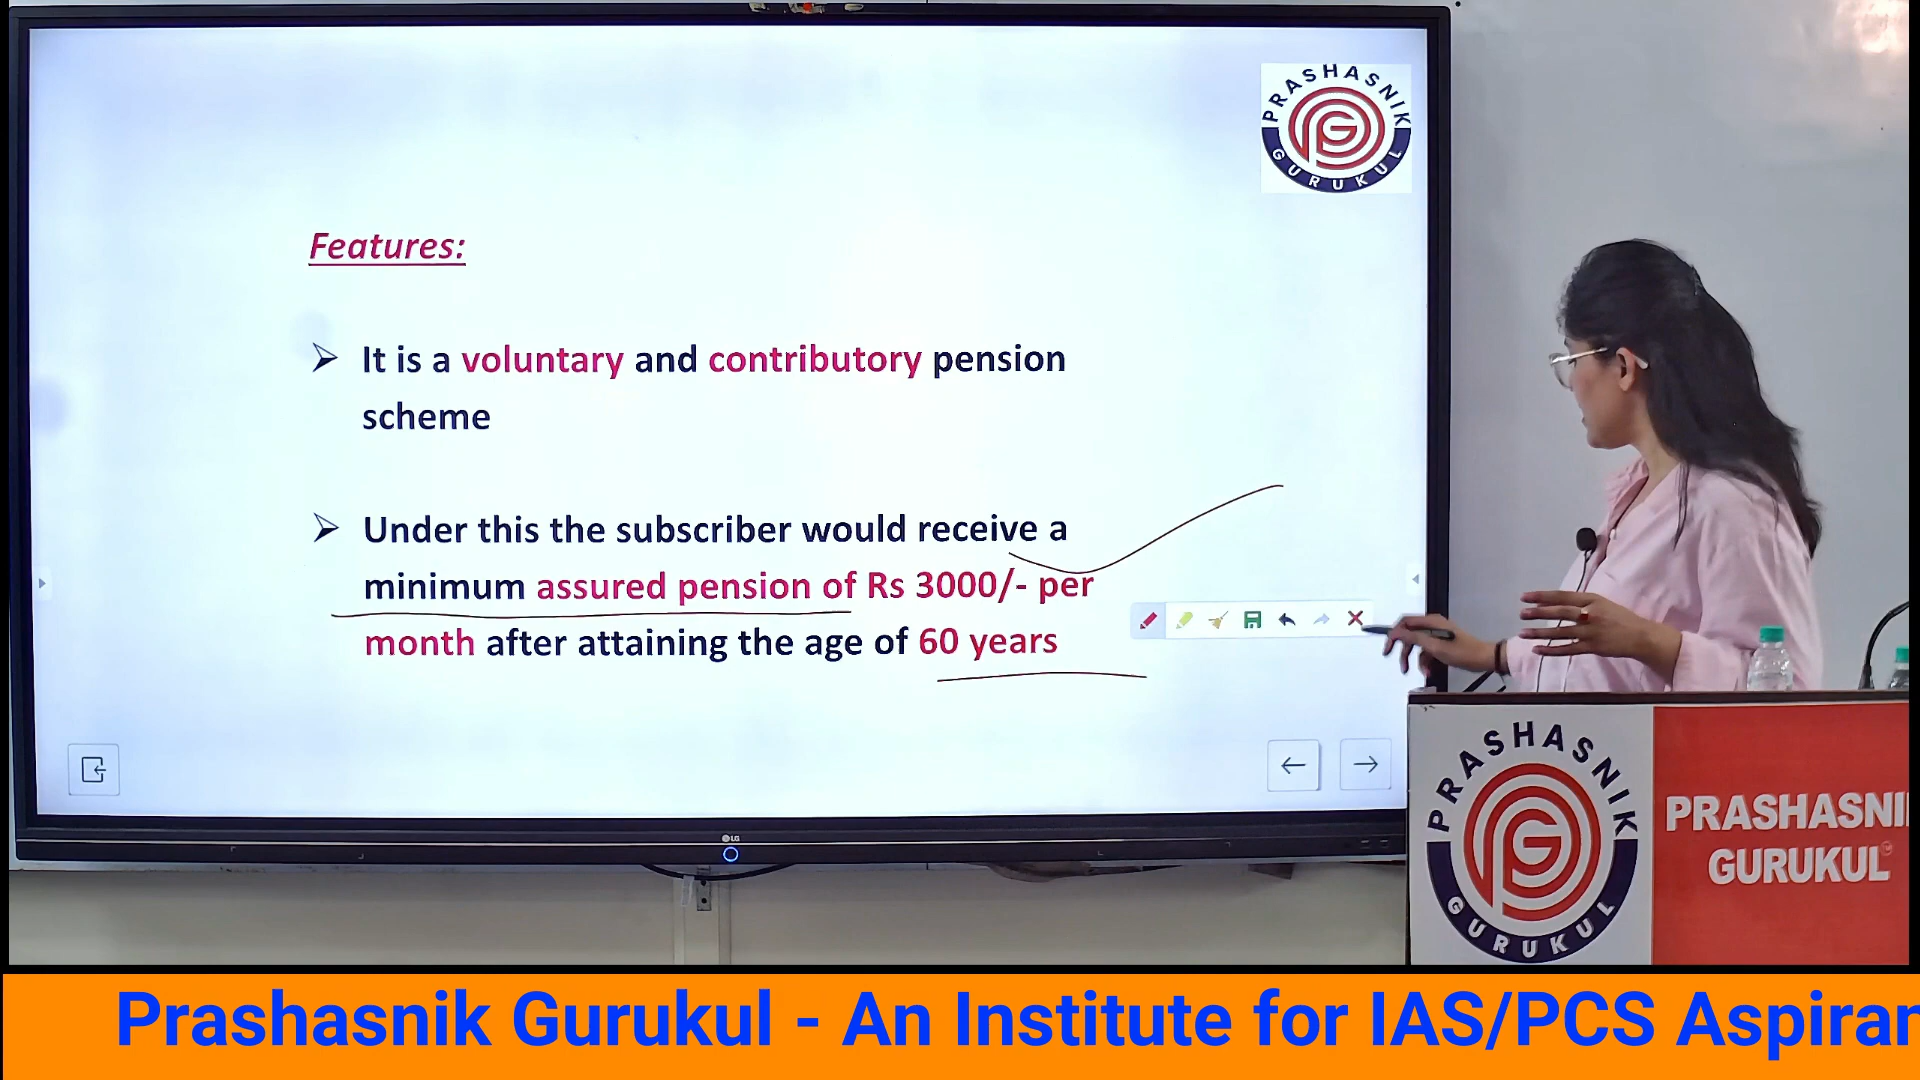 PRASHASNIK
GURUKUL
Features:
It is a voluntary and contributory pension
scheme
Under this the subscriber would receive a
minimum assured pension of Rs 3000/- per
month after attaining the age of 60 years
LG
PRASHASNIK
GURUKUL
PRASHASNI
GURUKUL
Prashasnik Gurukul - An Institute for IAS/PCS Aspiran